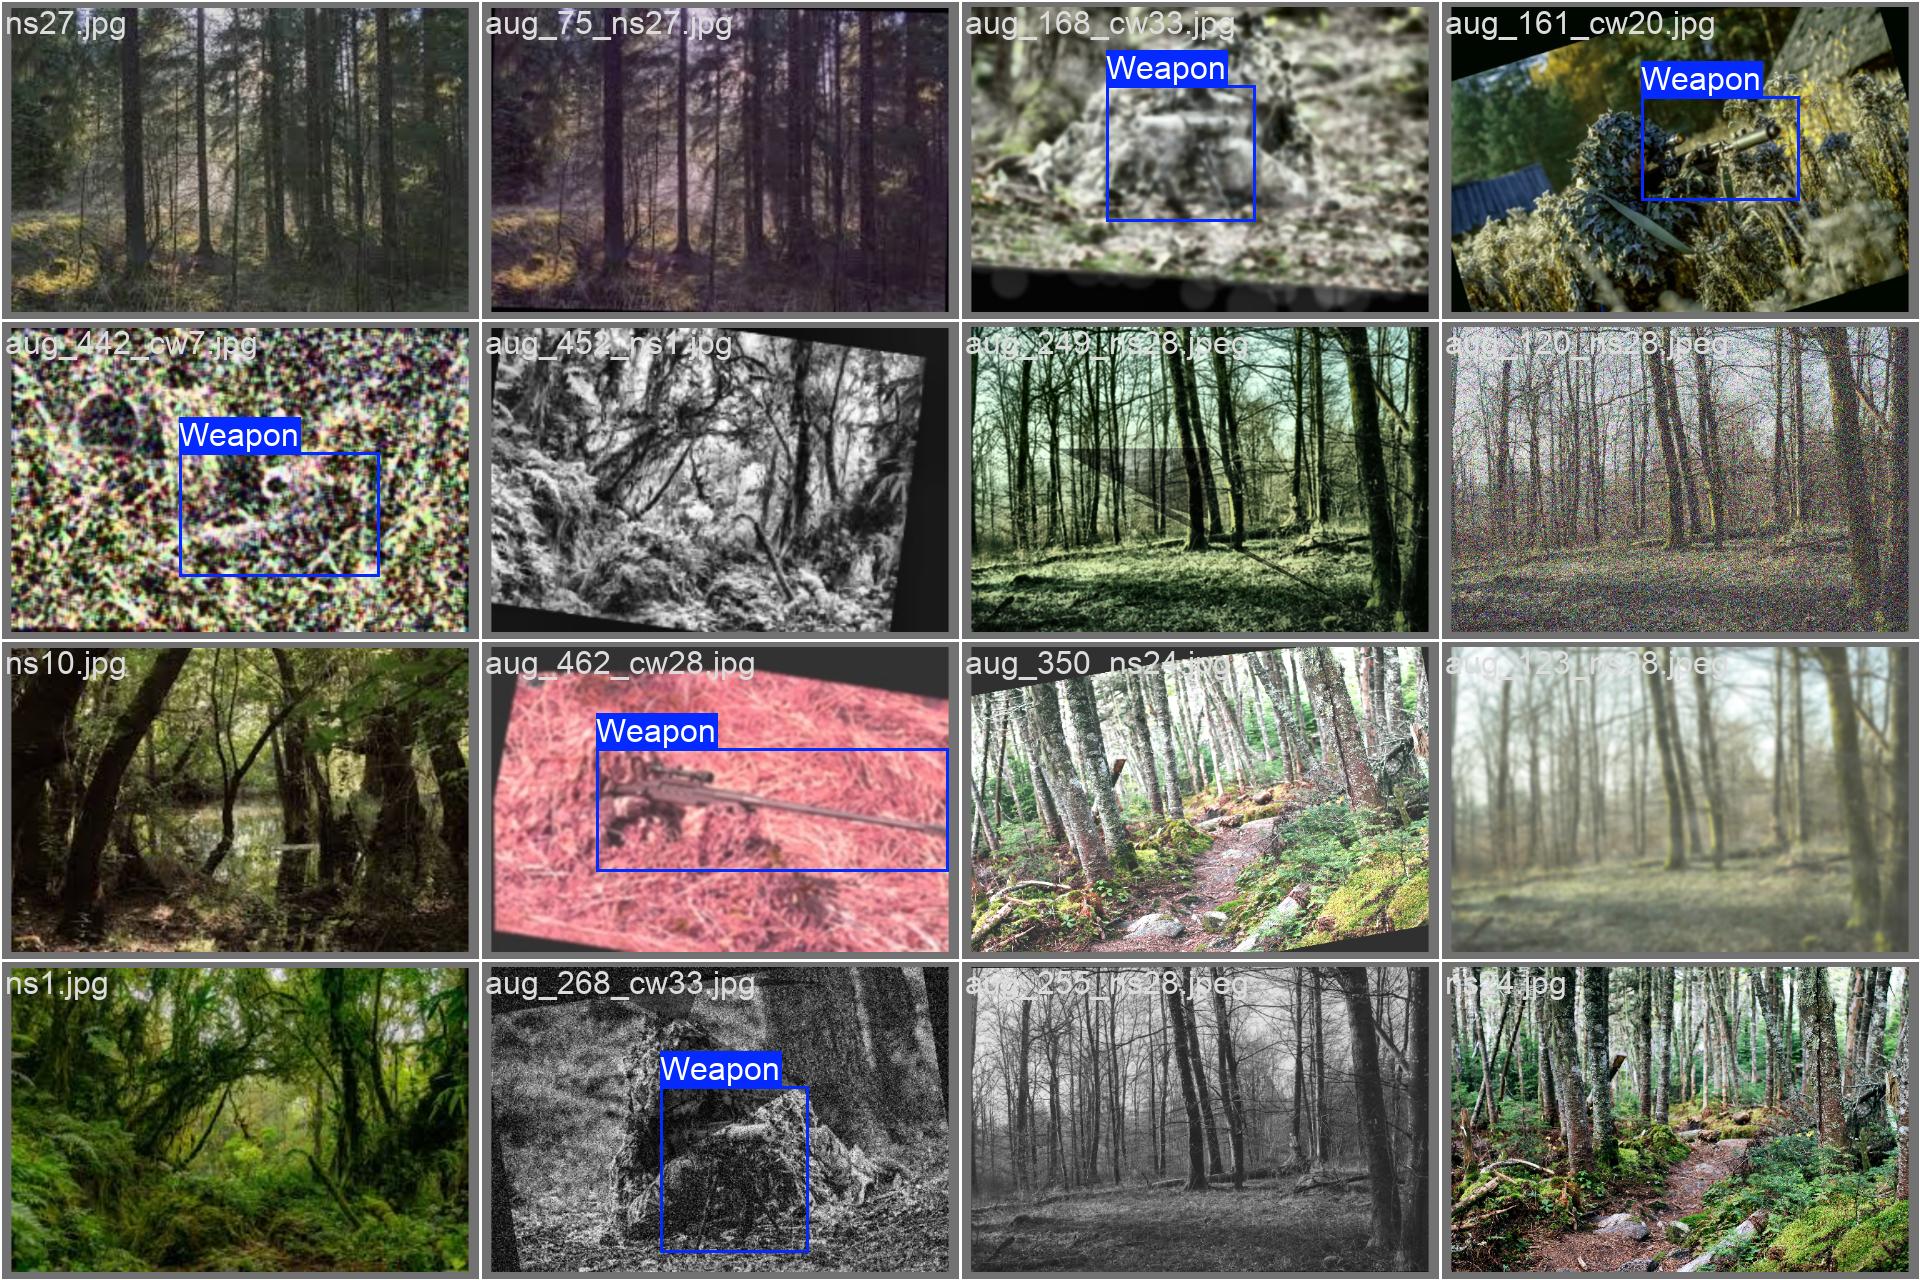 ns27.jpg
aug_75_ns27.jpg
aug_168_cw33.jpg
Weapon
aug_161_cw20.jpg
Weapon
aug_442_cw7.jpg
Weapon
aug_452_ns1.jpg
aug_249_ns28.jpeg
aug_120_ns28.jpeg
ns10.jpg
aug_462_cw28.jpg
Weapon
aug_350_ns24.jpg
aug_123_ns28.jpeg
ns1.jpg
aug_268_cw33.jpg
Weapon
aug_255_ns28.jpeg
ns24.jpg